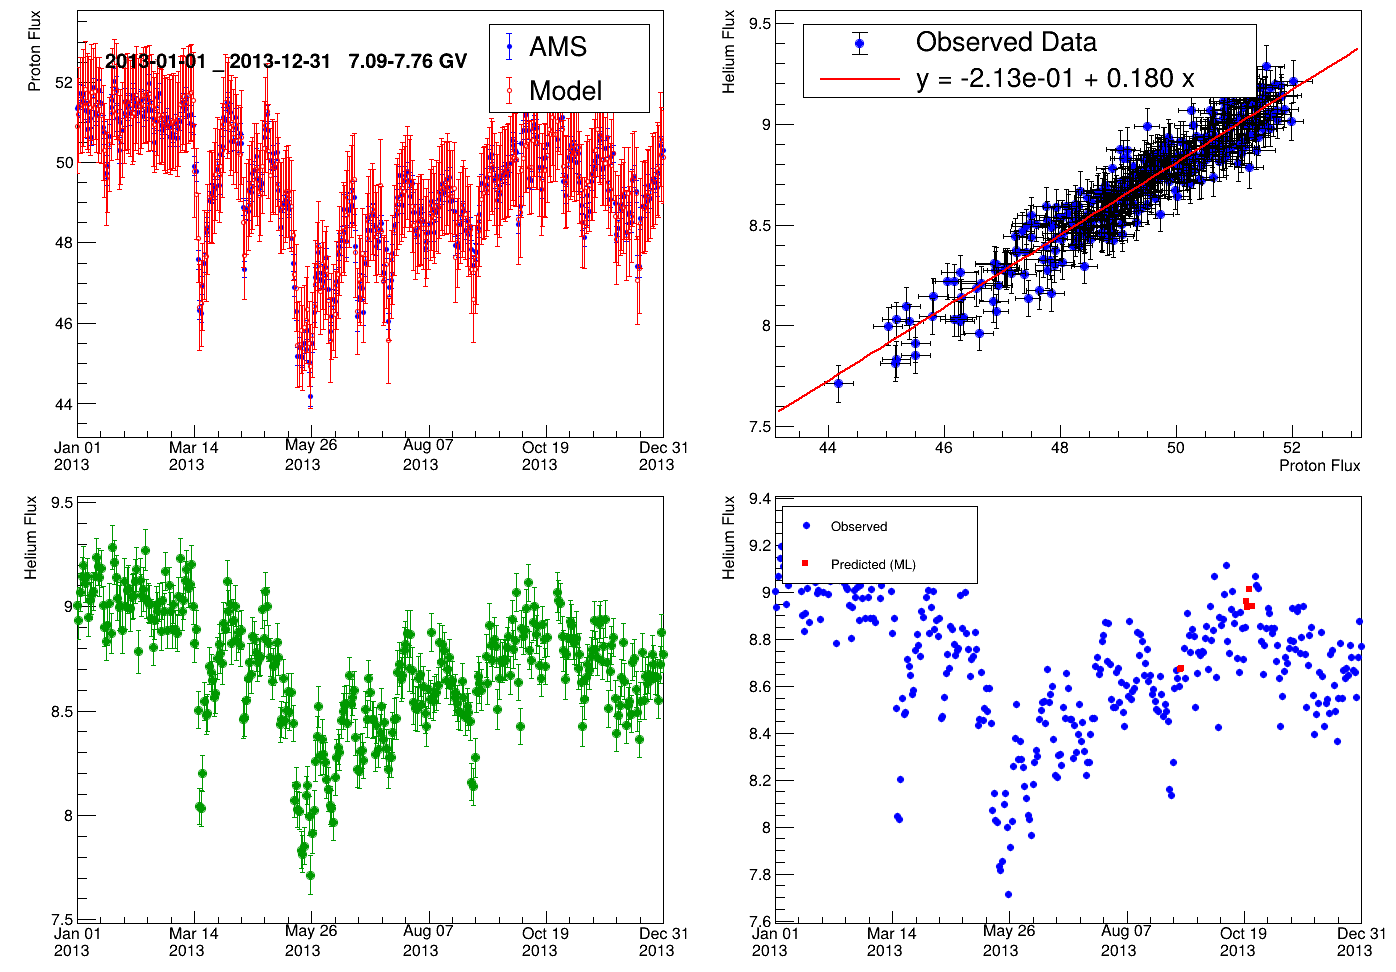 Proton Flux
2013-01-01 _ 2013-12-31 7.09-7.76 GV
AMS
Model
52
50
48
46
44
Jan 01
2013
Mar 14
2013
May 26
2013
Aug 07
2013
Oct 19
2013
Dec 31
2013
Helium Flux
Observed Data
y = -2.13e-01 + 0.180 x
9.5
9
8.5
8
7.5
44
46
48
50
52
Proton Flux
Helium Flux
9.5
9
8.5
8
7.5
Jan 01
2013
Mar 14
2013
May 26
2013
Aug 07
2013
Oct 19
2013
Dec 31
2013
Helium Flux
Observed
Predicted (ML)
9.4
9.2
9
8.8
8.6
8.4
8.2
8
7.8
7.6
Jan 01
2013
Mar 14
2013
May 26
2013
Aug 07
2013
Oct 19
2013
Dec 31
2013